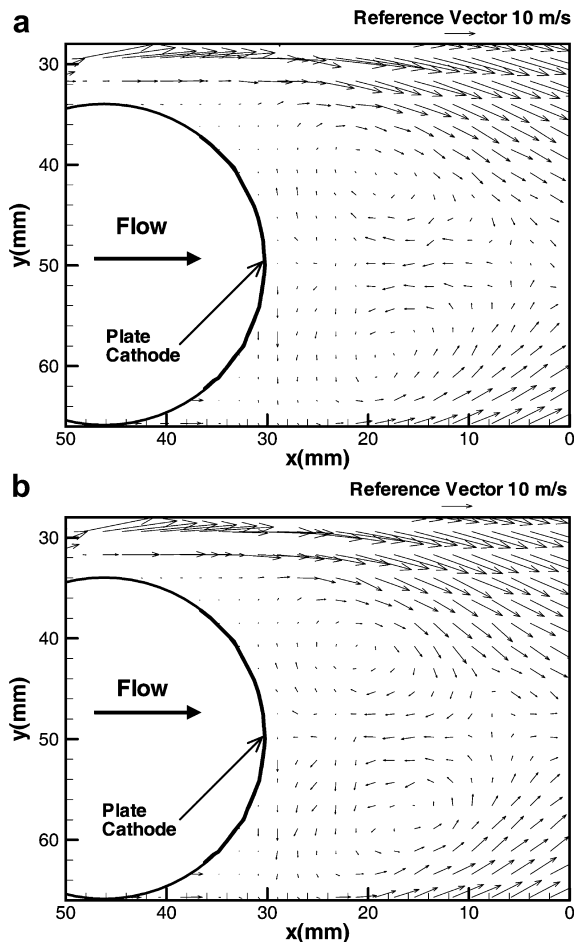 a
Reference Vector 10 m/s
30
40
50
60
y(mm)
Flow
Plate
Cathode
50 40 30 20 10 0
x(mm)
b
Reference Vector 10 m/s
30
40
50
60
y(mm)
Flow
Plate
Cathode
50 40 30 20 10 0
x(mm)